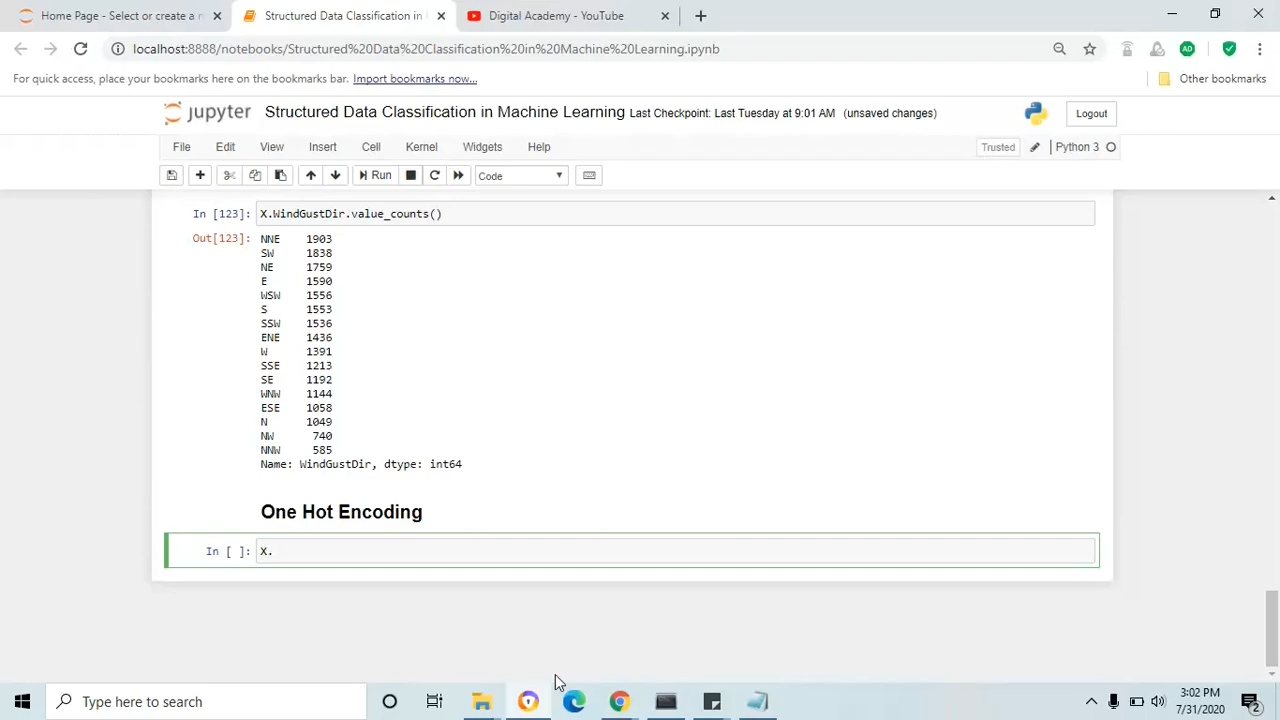 Home Page - Select or create a n
Structured Data Classification in
Digital Academy - YouTube
localhost:8888/notebooks/Structured%20Data%20Classification%20in%20Machine%20Learning.ipynb
AD
For quick access, place your bookmarks here on the bookmarks bar. Import bookmarks now...
Other bookmarks
jupyter Structured Data Classification in Machine Learning Last Checkpoint: Last Tuesday at 9:01 AM (unsaved changes)
Logout
File Edit View Insert Cell Kernel Widgets Help
Trusted
Python 3
Run
Code
In [123]: X.WindGustDir.value_counts()
Out[123]: NNE 1903
SW 1838
NE 1759
E 1590
WSW 1556
S 1553
SSW 1536
ENE 1436
W 1391
SSE 1213
SE 1192
WNW 1144
ESE 1058
N 1049
NW 740
NNW 585
Name: WindGustDir, dtype: int64
One Hot Encoding
In [ ]: X.
Type here to search
3:02 PM
7/31/2020
2